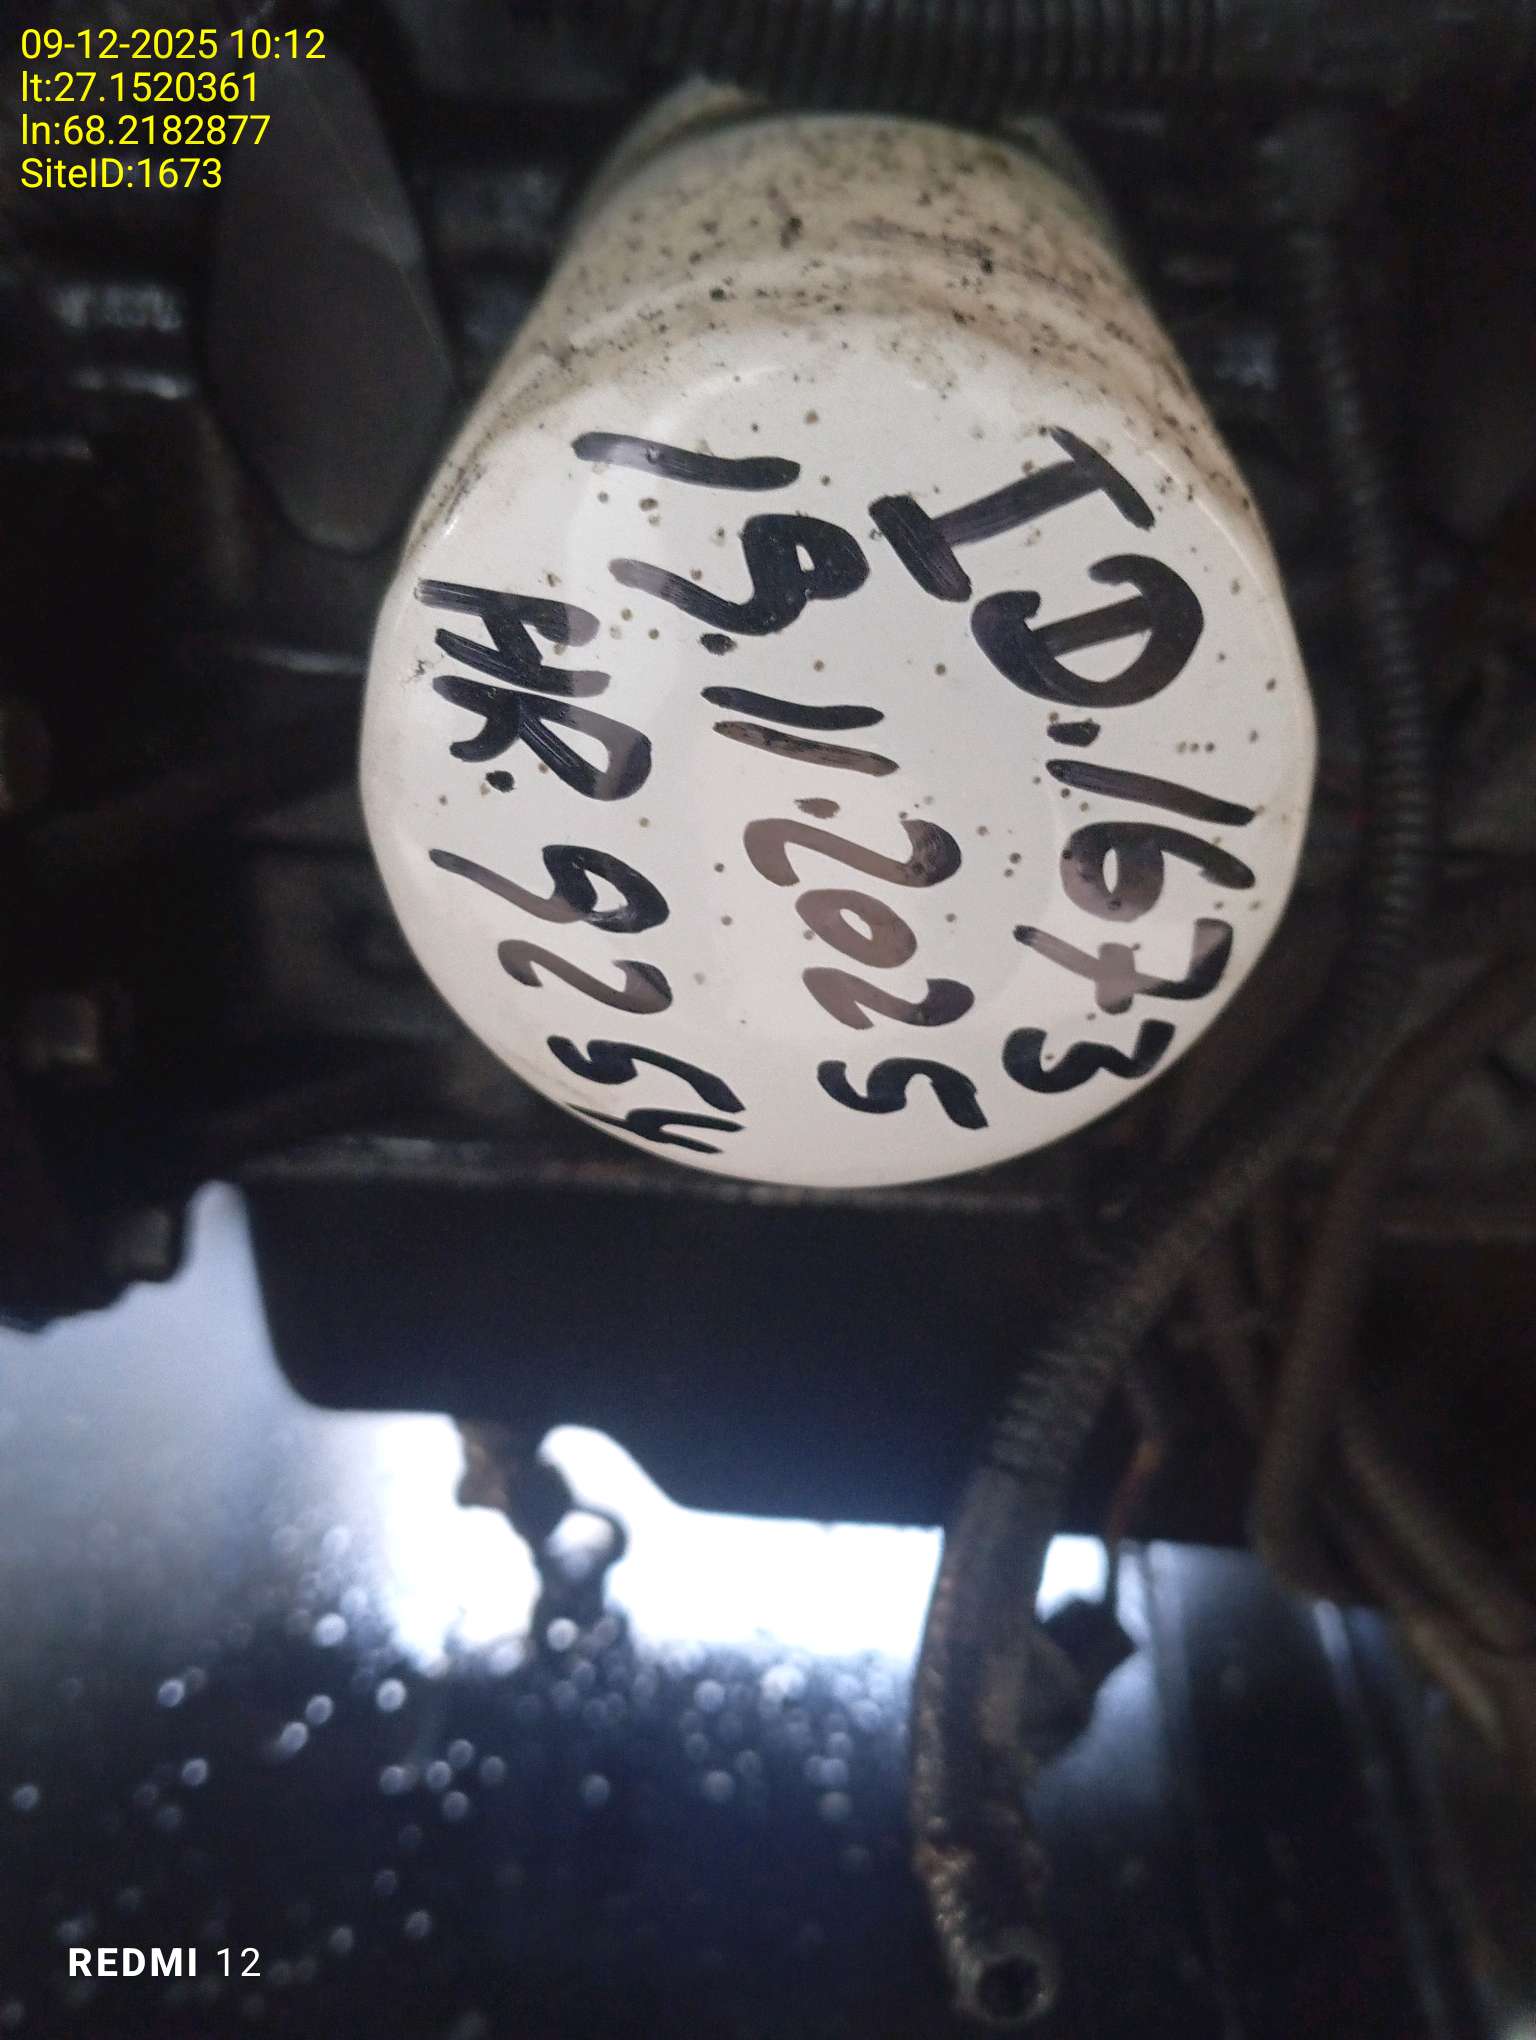 09-12-2025 10:12
lt:27.1520361
ln:68.2182877
SiteID:1673
ID.1673
19.11.2025
HR.9254
REDMI 12